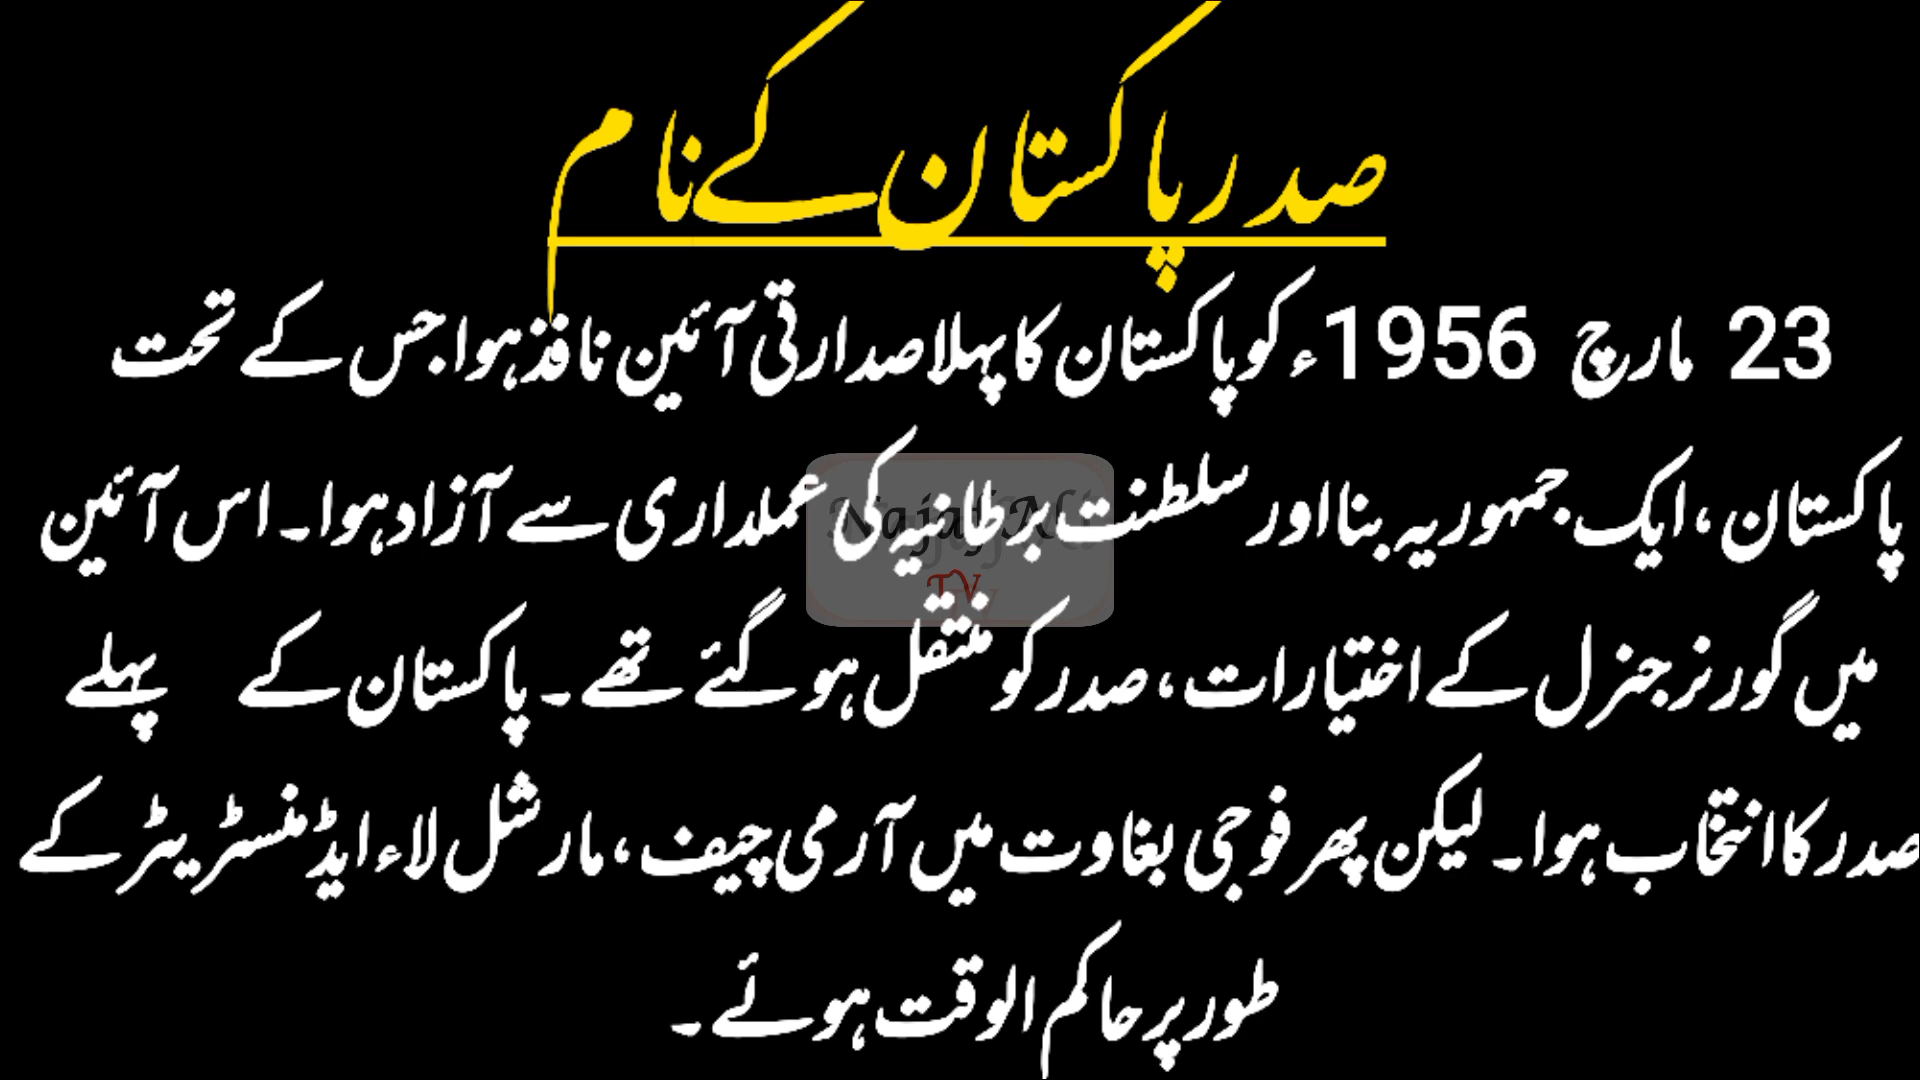 صدر پاکستان کے نام
23 مارچ 1956ء کو پاکستان کا پہلا صدارتی آئین نافذ ہوا جس کے تحت
پاکستان، ایک جمہوریہ بنا اور سلطنت برطانیہ کی عملداری سے آزاد ہوا۔ اس آئین
Najaf Ali
TV
میں گورنر جنرل کے اختیارات، صدر کو منتقل ہو گئے تھے۔ پاکستان کے پہلے
صدر کا انتخاب ہوا۔ لیکن پھر فوجی بغاوت میں آرمی چیف، مارشل لاء ایڈمنسٹریٹر کے
طور پر حاکم الوقت ہوئے۔